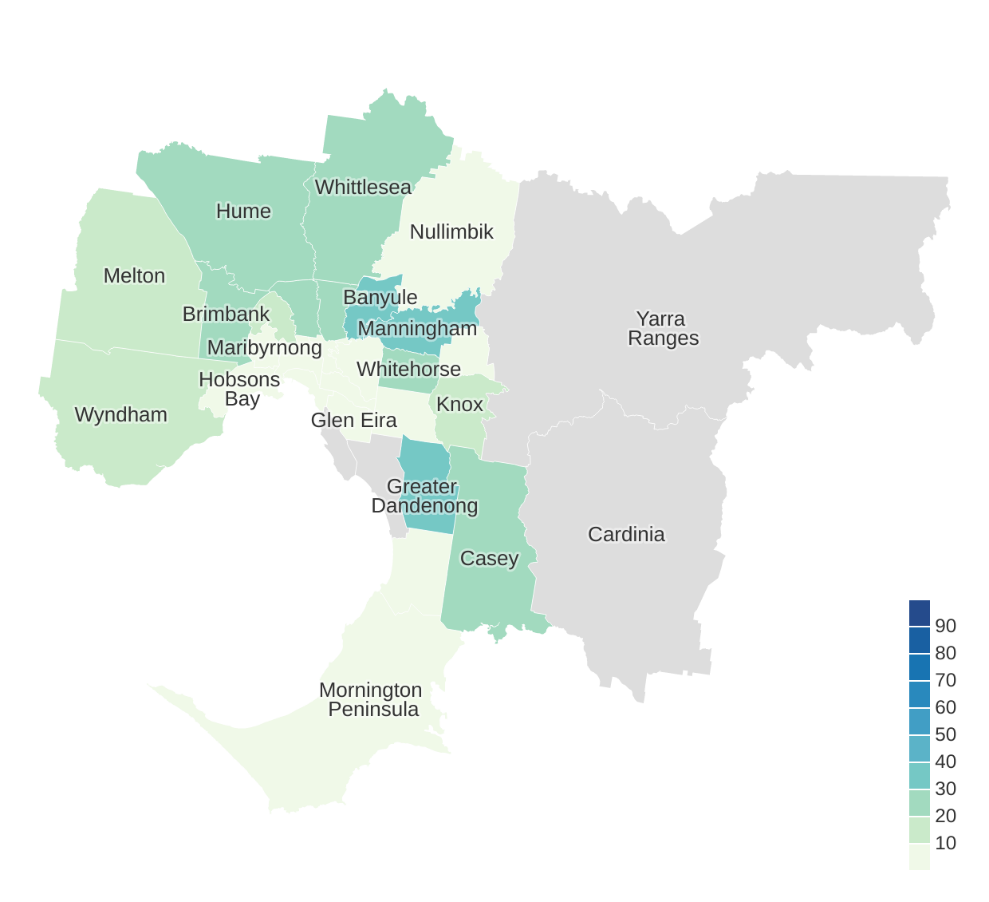 Whittlesea
Hume
Nullimbik
Melton
Banyule
Brimbank
Manningham
Yarra
Ranges
Maribyrnong
Whitehorse
Hobsons
Bay
Knox
Wyndham
Glen Eira
Greater
Dandenong
Cardinia
Casey
Mornington
Peninsula
90
80
70
60
50
40
30
20
10